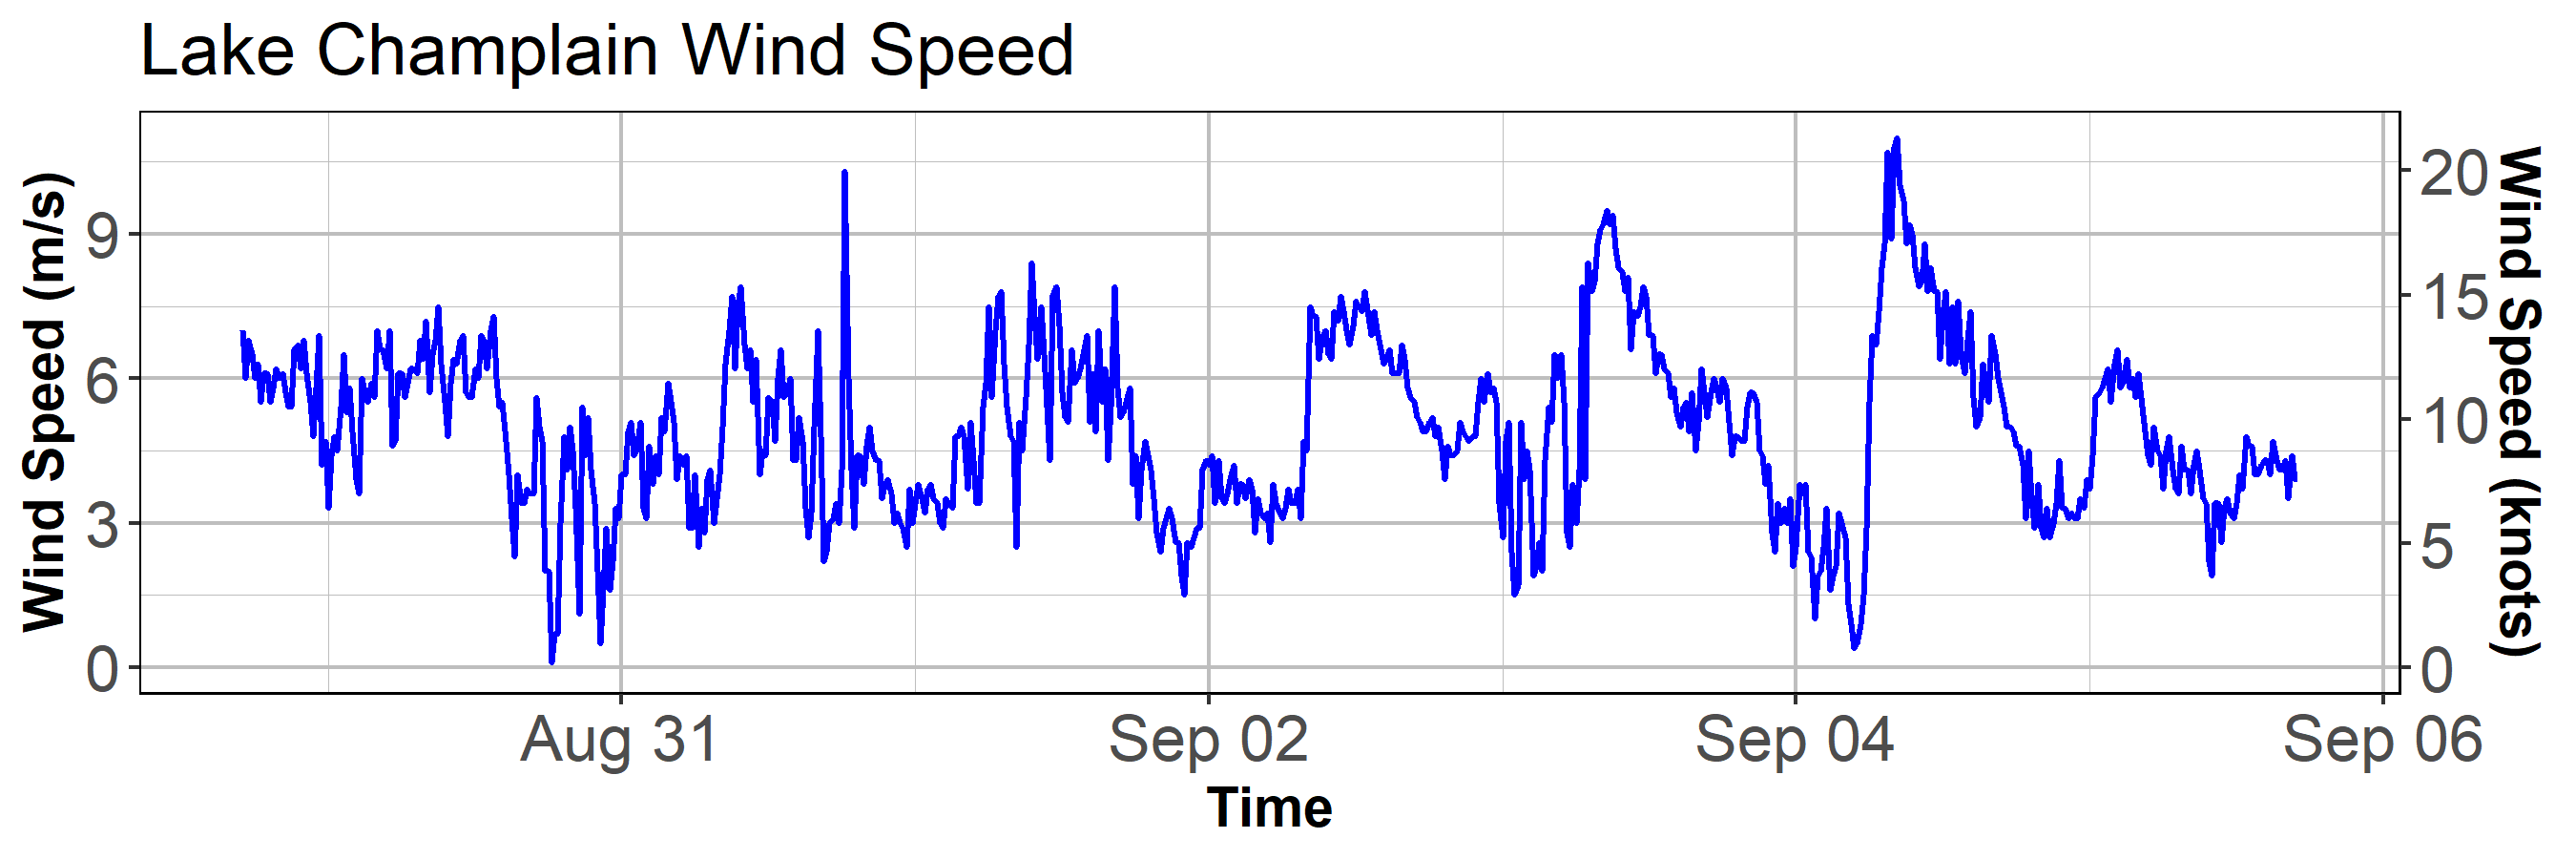 Lake Champlain Wind Speed
Wind Speed (m/s)
9
6
3
0
20
15
10
5
0
Wind Speed (knots)
Aug 31
Sep 02
Sep 04
Sep 06
Time